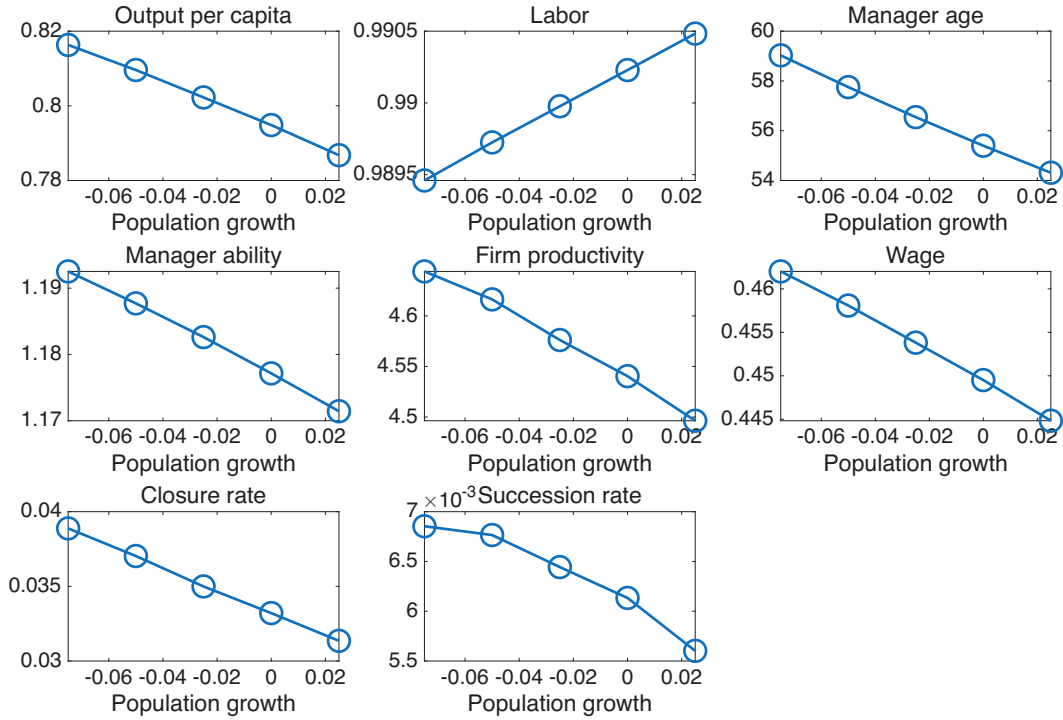 Output per capita
0.82
0.8
0.78
-0.06 -0.04 -0.02 0 0.02
Population growth
Labor
0.9905
0.99
0.9895
-0.06 -0.04 -0.02 0 0.02
Population growth
Manager age
60
58
56
54
-0.06 -0.04 -0.02 0 0.02
Population growth
Manager ability
1.19
1.18
1.17
-0.06 -0.04 -0.02 0 0.02
Population growth
Firm productivity
4.6
4.55
4.5
-0.06 -0.04 -0.02 0 0.02
Population growth
Wage
0.46
0.455
0.45
0.445
-0.06 -0.04 -0.02 0 0.02
Population growth
Closure rate
0.04
0.035
0.03
-0.06 -0.04 -0.02 0 0.02
Population growth
×10⁻³ Succession rate
7
6.5
6
5.5
-0.06 -0.04 -0.02 0 0.02
Population growth